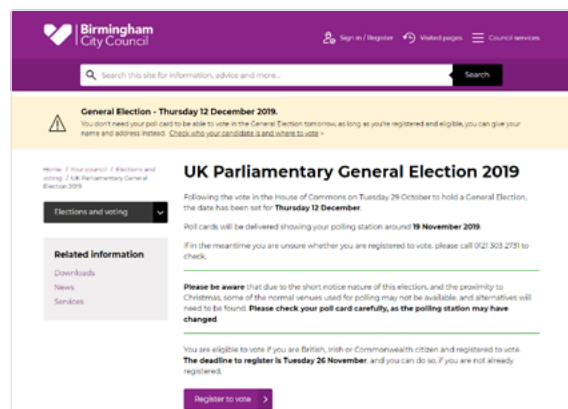 Birmingham
City Council
Sign in / Register
Visited pages
Council services
Search this site for information, advice and more...
Search
General Election - Thursday 12 December 2019.
You don't need your poll card to be able to vote in the General Election tomorrow, as long as you're registered and eligible, you can give your
name and address instead. Check who your candidate is and where to vote >
Home / Your council / Elections and
voting / UK Parliamentary General
Election 2019
Elections and voting
Related information
Downloads
News
Services
UK Parliamentary General Election 2019
Following the vote in the House of Commons on Tuesday 29 October to hold a General Election,
the date has been set for Thursday 12 December.
Poll cards will be delivered showing your polling station around 19 November 2019.
If in the meantime you are unsure whether you are registered to vote, please call 0121 303 2731 to
check.
Please be aware that due to the short notice nature of this election, and the proximity to
Christmas, some of the normal venues used for polling may not be available, and alternatives will
need to be found. Please check your poll card carefully, as the polling station may have
changed.
You are eligible to vote if you are British, Irish or Commonwealth citizen and registered to vote.
The deadline to register is Tuesday 26 November, and you can do so, if you are not already
registered.
Register to vote